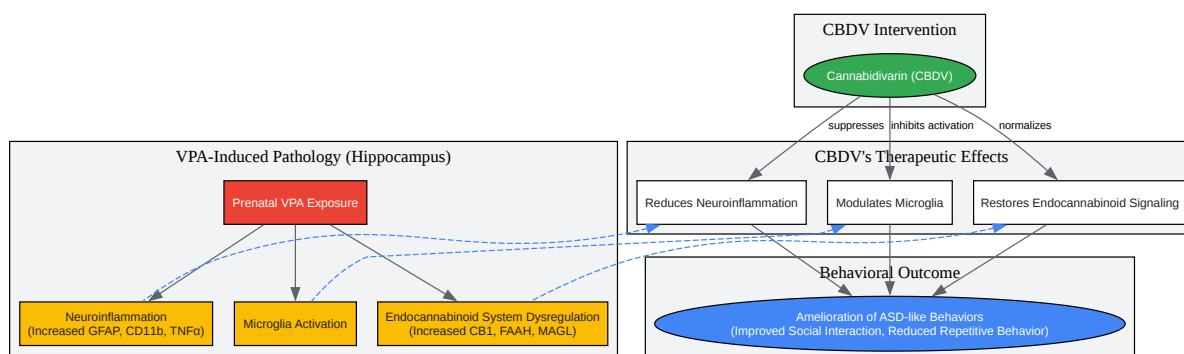 CBDV Intervention
Cannabidivarin (CBDV)
suppresses
inhibits activation
normalizes
VPA-Induced Pathology (Hippocampus)
Prenatal VPA Exposure
CBDV's Therapeutic Effects
Reduces Neuroinflammation
Modulates Microglia
Restores Endocannabinoid Signaling
Neuroinflammation
(Increased GFAP, CD11b, TNFα)
Microglia Activation
Endocannabinoid System Dysregulation
(Increased CB1, FAAH, MAGL)
Behavioral Outcome
Amelioration of ASD-like Behaviors
(Improved Social Interaction, Reduced Repetitive Behavior)